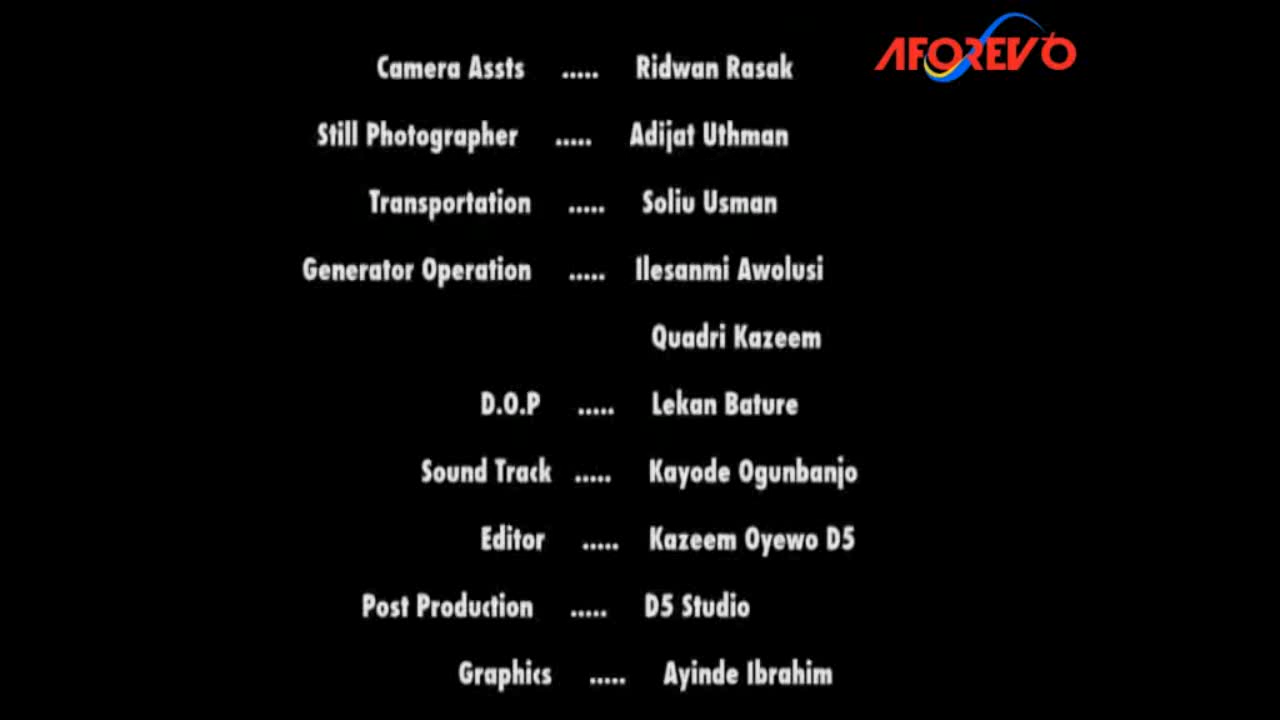 AFOREVO
Camera Assts ..... Ridwan Rasak
Still Photographer ..... Adijat Uthman
Transportation ..... Soliu Usman
Generator Operation ..... Ilesanmi Awolusi
Quadri Kazeem
D.O.P ..... Lekan Bature
Sound Track ..... Kayode Ogunbanjo
Editor ..... Kazeem Oyewo D5
Post Production ..... D5 Studio
Graphics ..... Ayinde Ibrahim